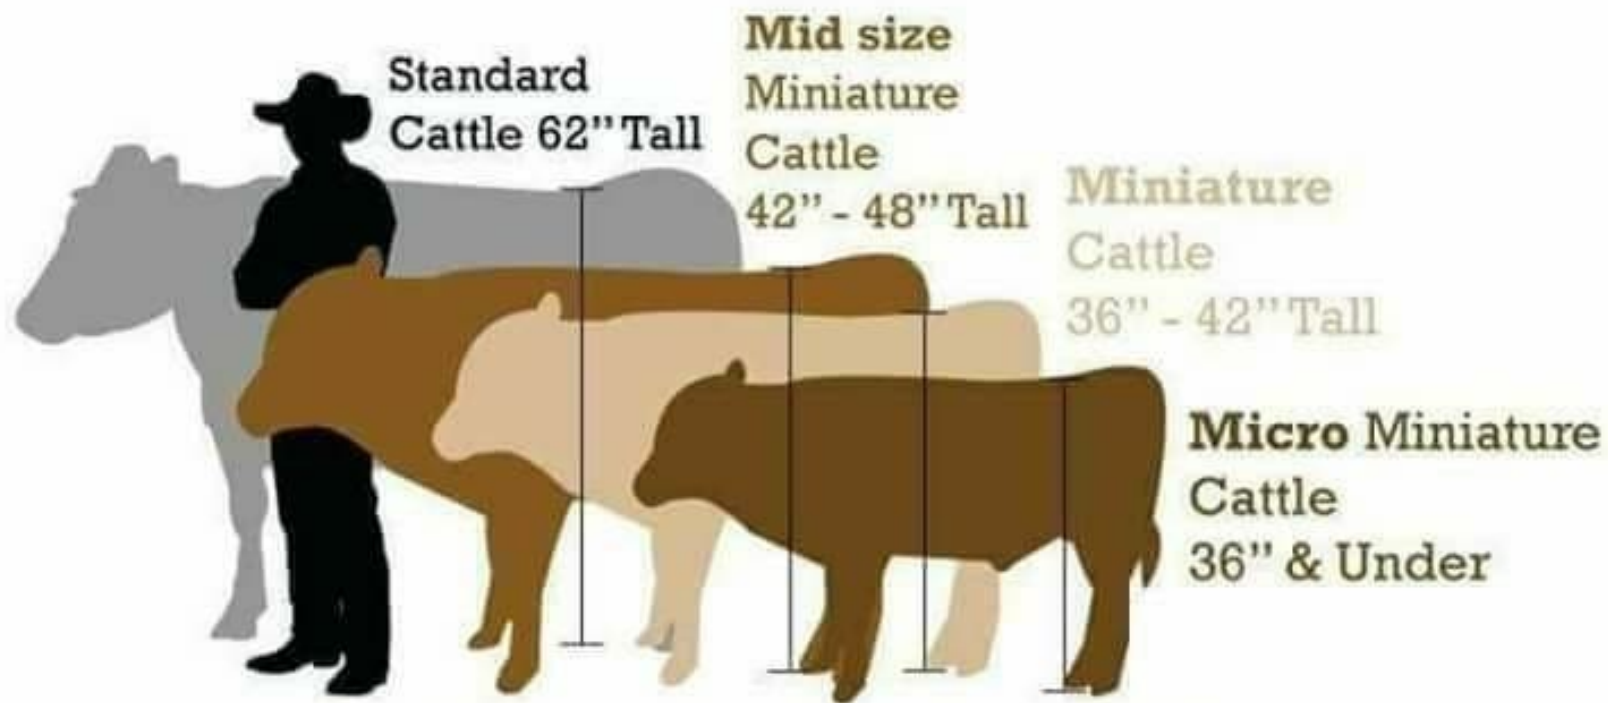 Standard
Cattle 62” Tall
Mid size
Miniature
Cattle
42” - 48” Tall
Miniature
Cattle
36” - 42” Tall
Micro Miniature
Cattle
36” & Under